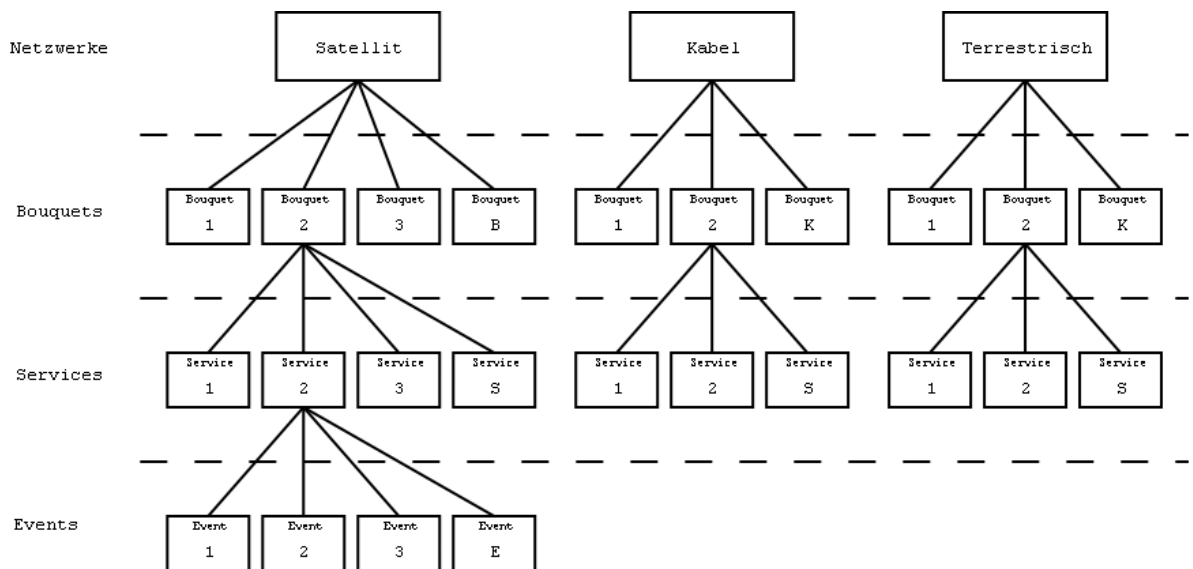 Netzwerke Satellit Kabel Terrestrisch
Bouquet Bouquet Bouquet Bouquet Bouquet Bouquet Bouquet Bouquet Bouquet Bouquet
Bouquets 1 2 3 B 1 2 K 1 2 K
Service Service Service Service Service Service Service Service Service Service
Services 1 2 3 S 1 2 S 1 2 S
Event Event Event Event
Events 1 2 3 E